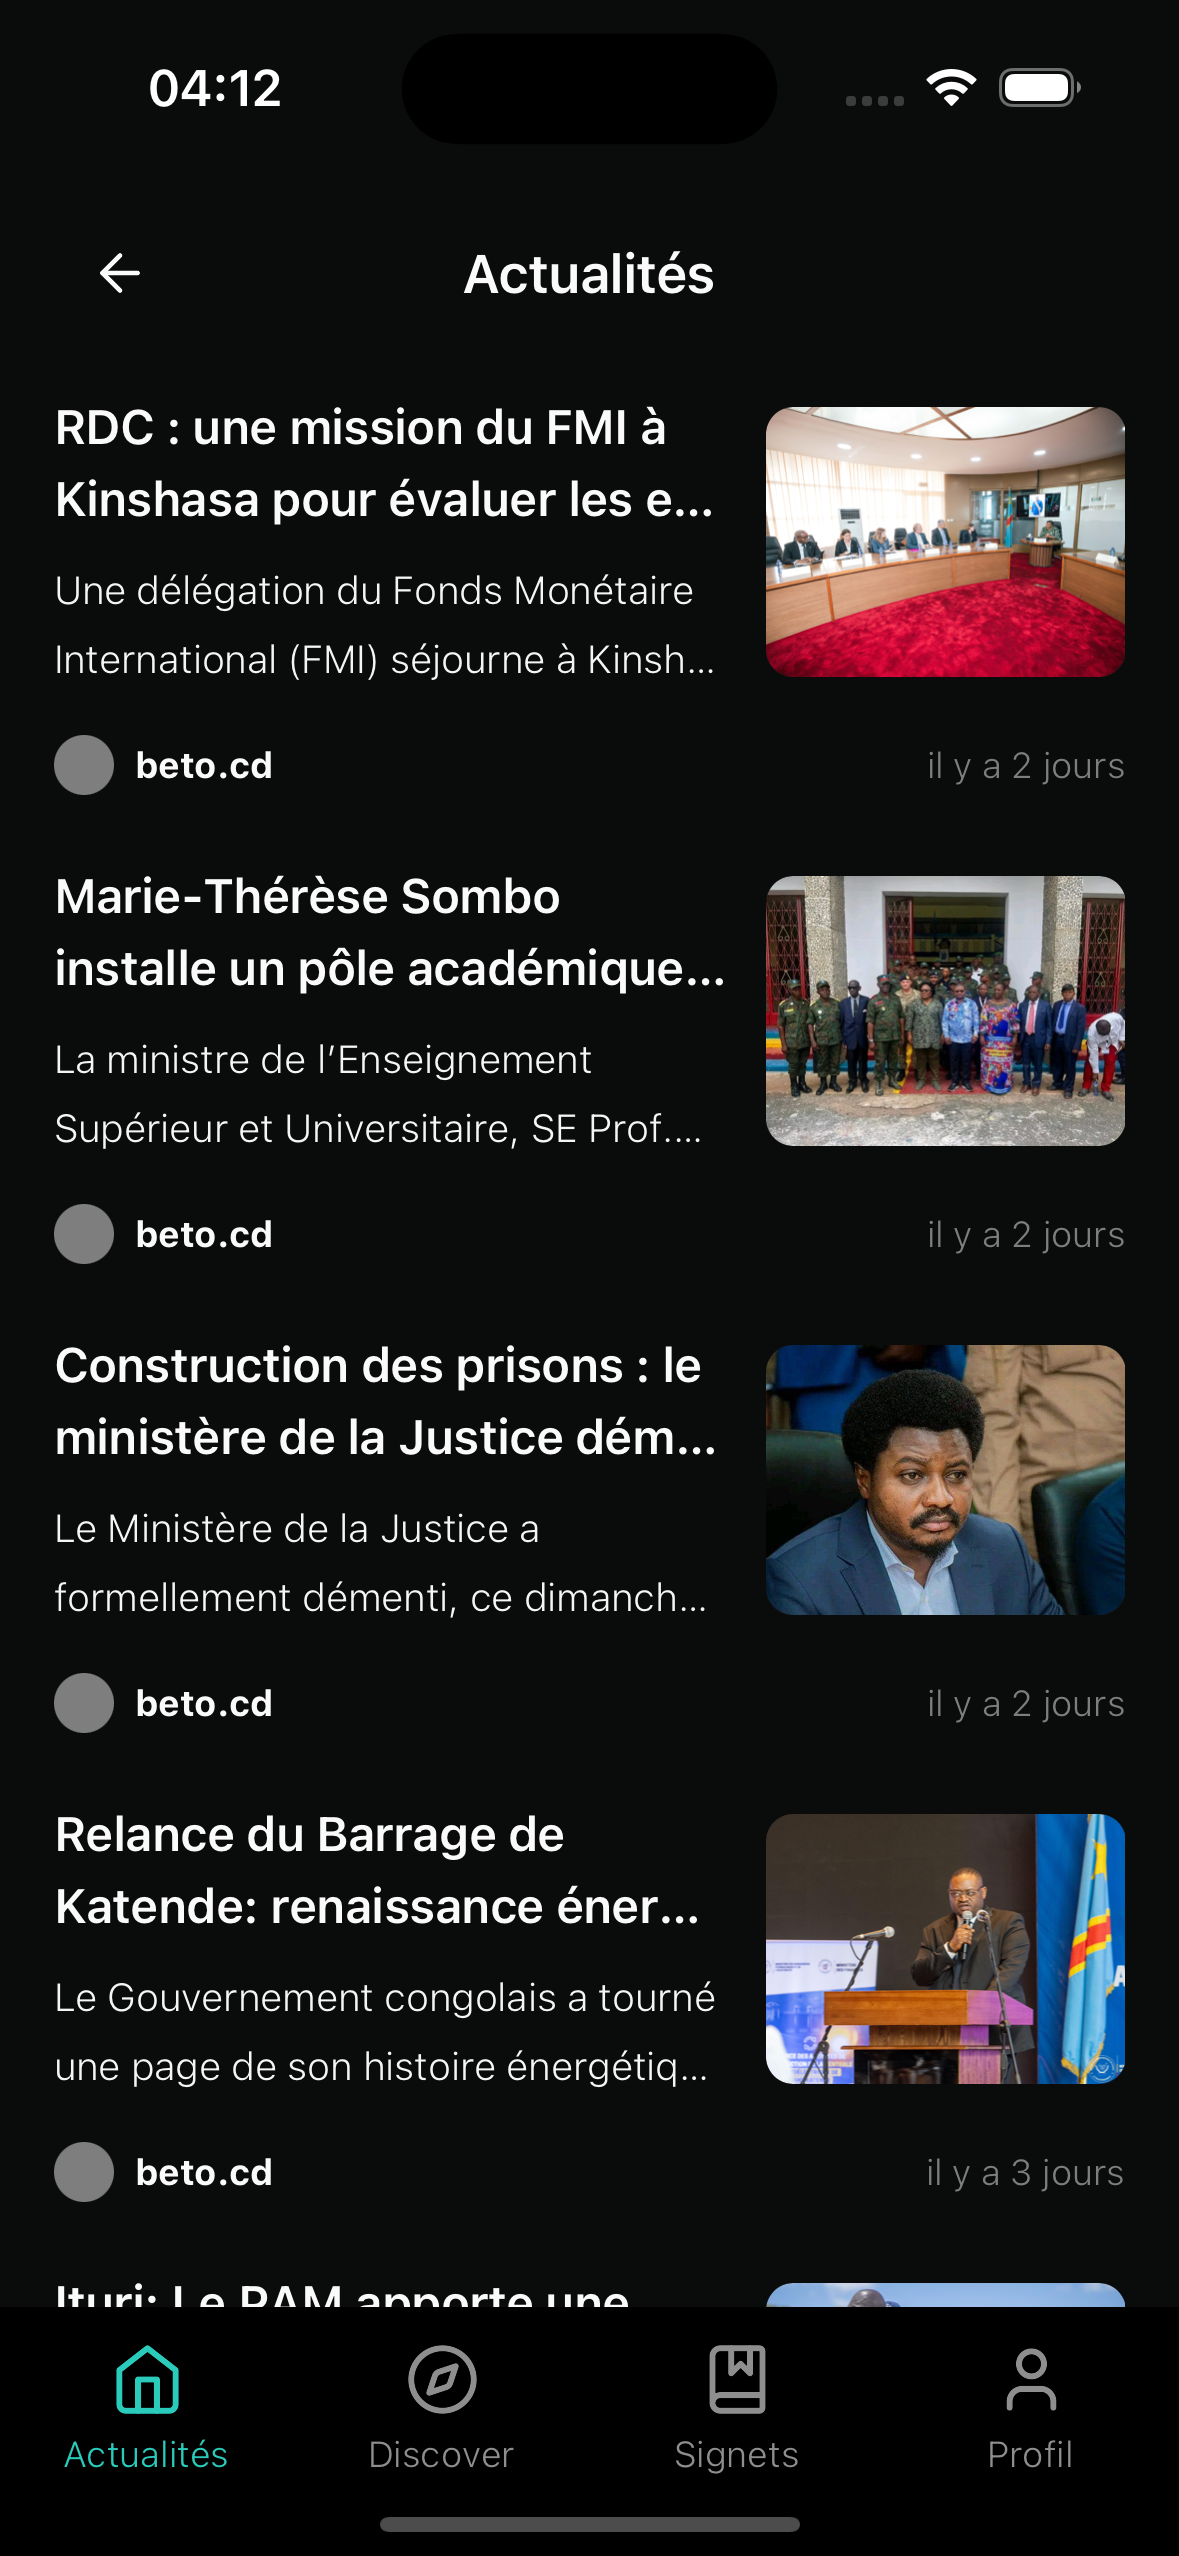 04:12
Actualités
RDC : une mission du FMI à
Kinshasa pour évaluer les e...
Une délégation du Fonds Monétaire
International (FMI) séjourne à Kinsh...
beto.cd
il y a 2 jours
Marie-Thérèse Sombo
installe un pôle académique...
La ministre de l’Enseignement
Supérieur et Universitaire, SE Prof....
beto.cd
il y a 2 jours
Construction des prisons : le
ministère de la Justice dém...
Le Ministère de la Justice a
formellement démenti, ce dimanch...
beto.cd
il y a 2 jours
Relance du Barrage de
Katende: renaissance éner...
Le Gouvernement congolais a tourné
une page de son histoire énergétiq...
beto.cd
il y a 3 jours
Ituri: Le PAM apporte une
Actualités
Discover
Signets
Profil